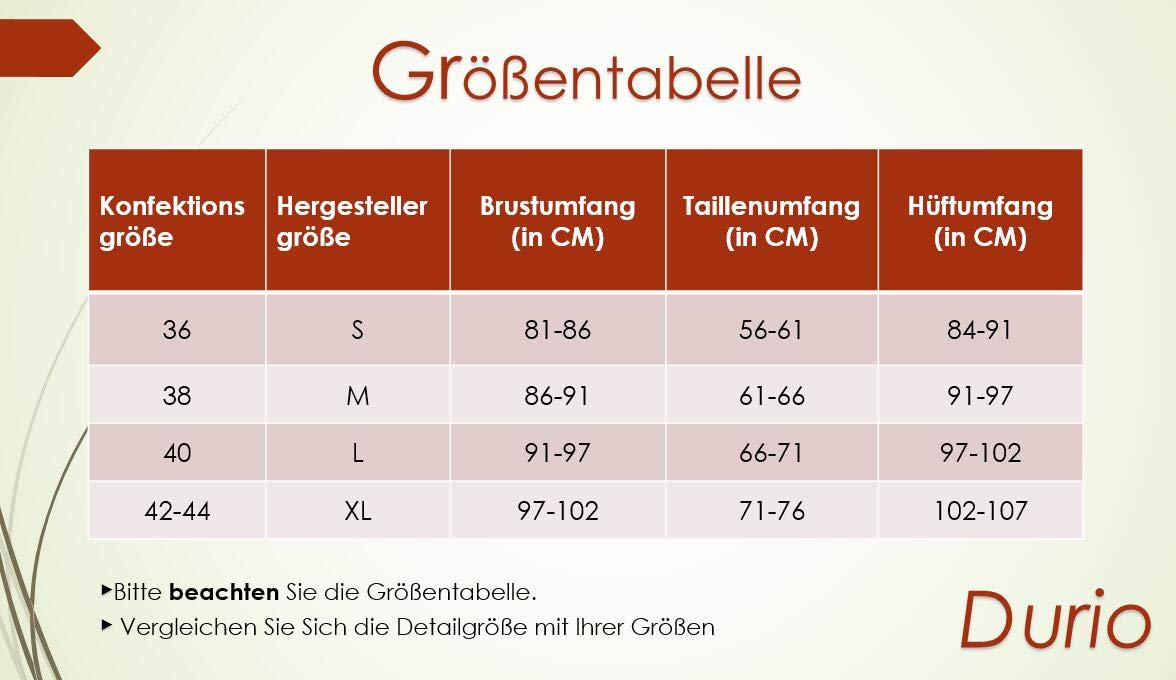 Größentabelle
Konfektions größe Hergesteller größe Brustumfang (in CM) Taillenumfang (in CM) Hüftumfang (in CM)
36 S 81-86 56-61 84-91
38 M 86-91 61-66 91-97
40 L 91-97 66-71 97-102
42-44 XL 97-102 71-76 102-107
Bitte beachten Sie die Größentabelle.
Vergleichen Sie Sich die Detailgröße mit Ihrer Größen
Durio